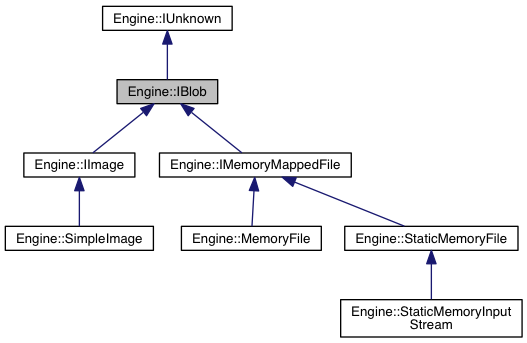 Engine::IUnknown
Engine::IBlob
Engine::IImage
Engine::IMemoryMappedFile
Engine::SimpleImage
Engine::MemoryFile
Engine::StaticMemoryFile
Engine::StaticMemoryInput
Stream